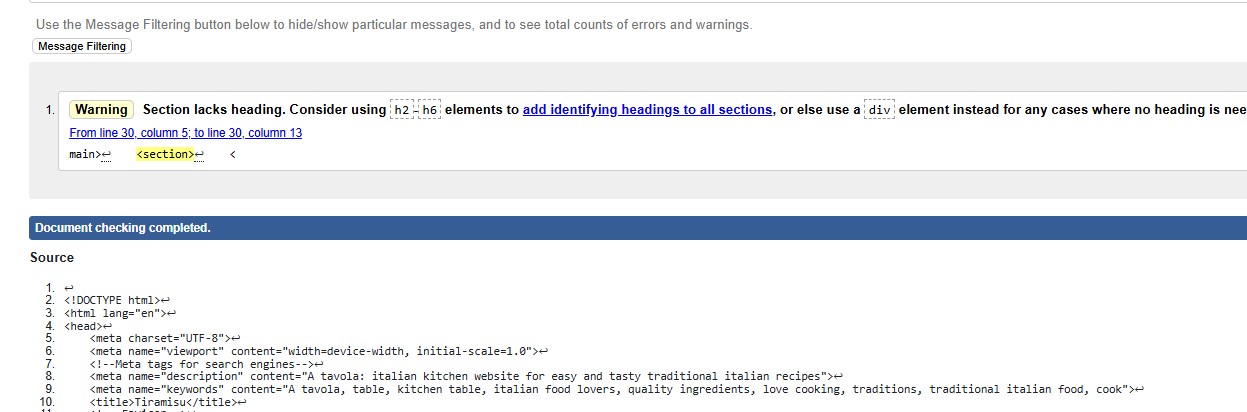 Use the Message Filtering button below to hide/show particular messages, and to see total counts of errors and warnings.
Message Filtering
1. Warning Section lacks heading. Consider using h2-h6 elements to add identifying headings to all sections, or else use a div element instead for any cases where no heading is nee
From line 30, column 5; to line 30, column 13
main>↩ <section>↩ <
Document checking completed.
Source
1. ↩
2. <!DOCTYPE html>↩
3. <html lang="en">↩
4. <head>↩
5. <meta charset="UTF-8">↩
6. <meta name="viewport" content="width=device-width, initial-scale=1.0">↩
7. <!--Meta tags for search engines-->↩
8. <meta name="description" content="A tavola: italian kitchen website for easy and tasty traditional italian recipes">↩
9. <meta name="keywords" content="A tavola, table, kitchen table, italian food lovers, quality ingredients, love cooking, traditions, traditional italian food, cook">↩
10. <title>Tiramisu</title>↩